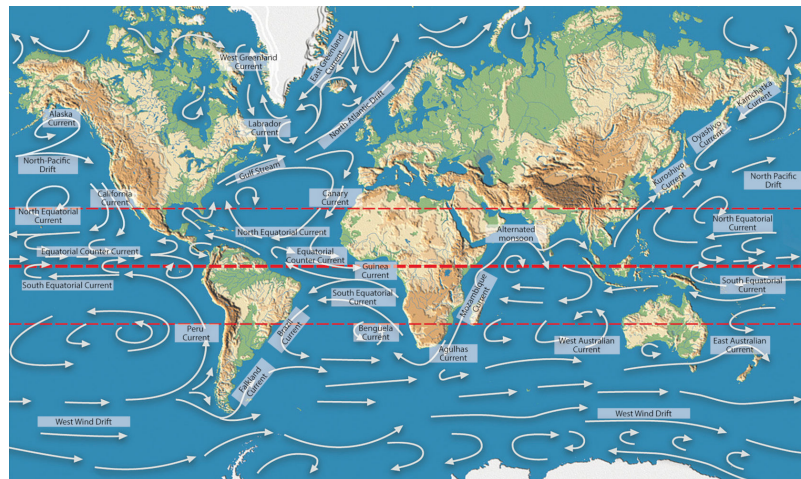 West Greenland
Current
East Greenland
Current
Kamchatka
Current
Alaska
Current
Labrador
Current
North Atlantic Drift
Oyashiro
Current
North-Pacific
Drift
Gulf Stream
Kuroshiro
Current
North Pacific
Drift
California
Current
Canary
Current
North Equatorial
Current
North Equatorial Current
Alternated
monsoon
North Equatorial
Current
Equatorial Counter Current
Equatorial
Counter Current
Guinea
Current
South Equatorial Current
South Equatorial
Current
Mozambique
Current
South Equatorial
Current
Peru
Current
Brazil
Current
Benguela
Current
West Australian
Current
East Australian
Current
Agulhas
Current
Falkland
Current
West Wind Drift
West Wind Drift